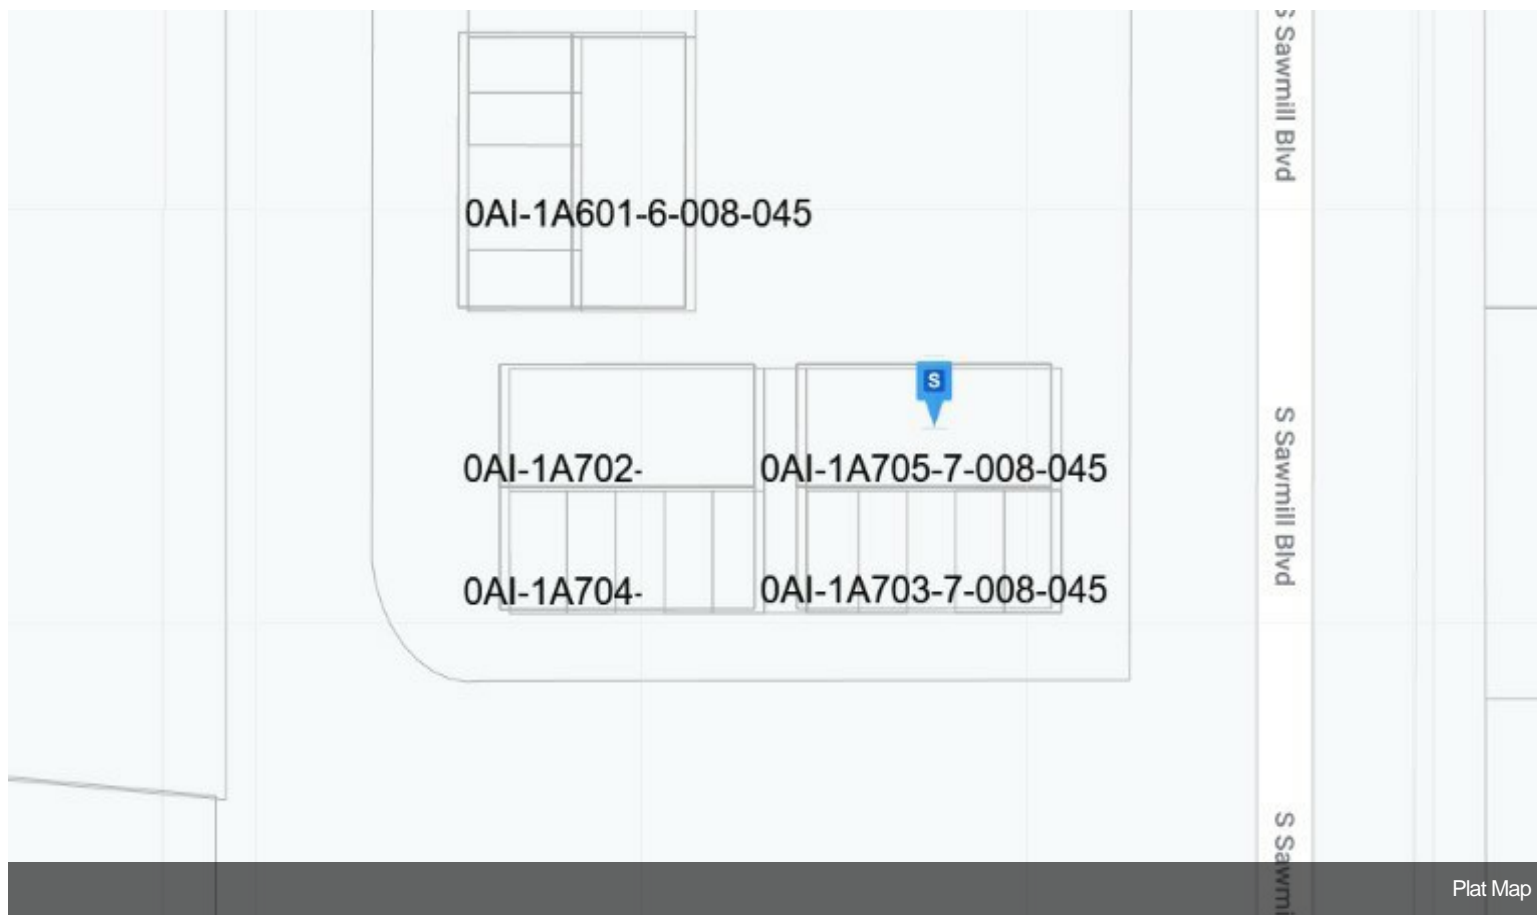 S Sawmill Blvd
0AI-1A601-6-008-045
S
0AI-1A702-
0AI-1A705-7-008-045
S Sawmill Blvd
0AI-1A704-
0AI-1A703-7-008-045
S Sawmi
Plat Map